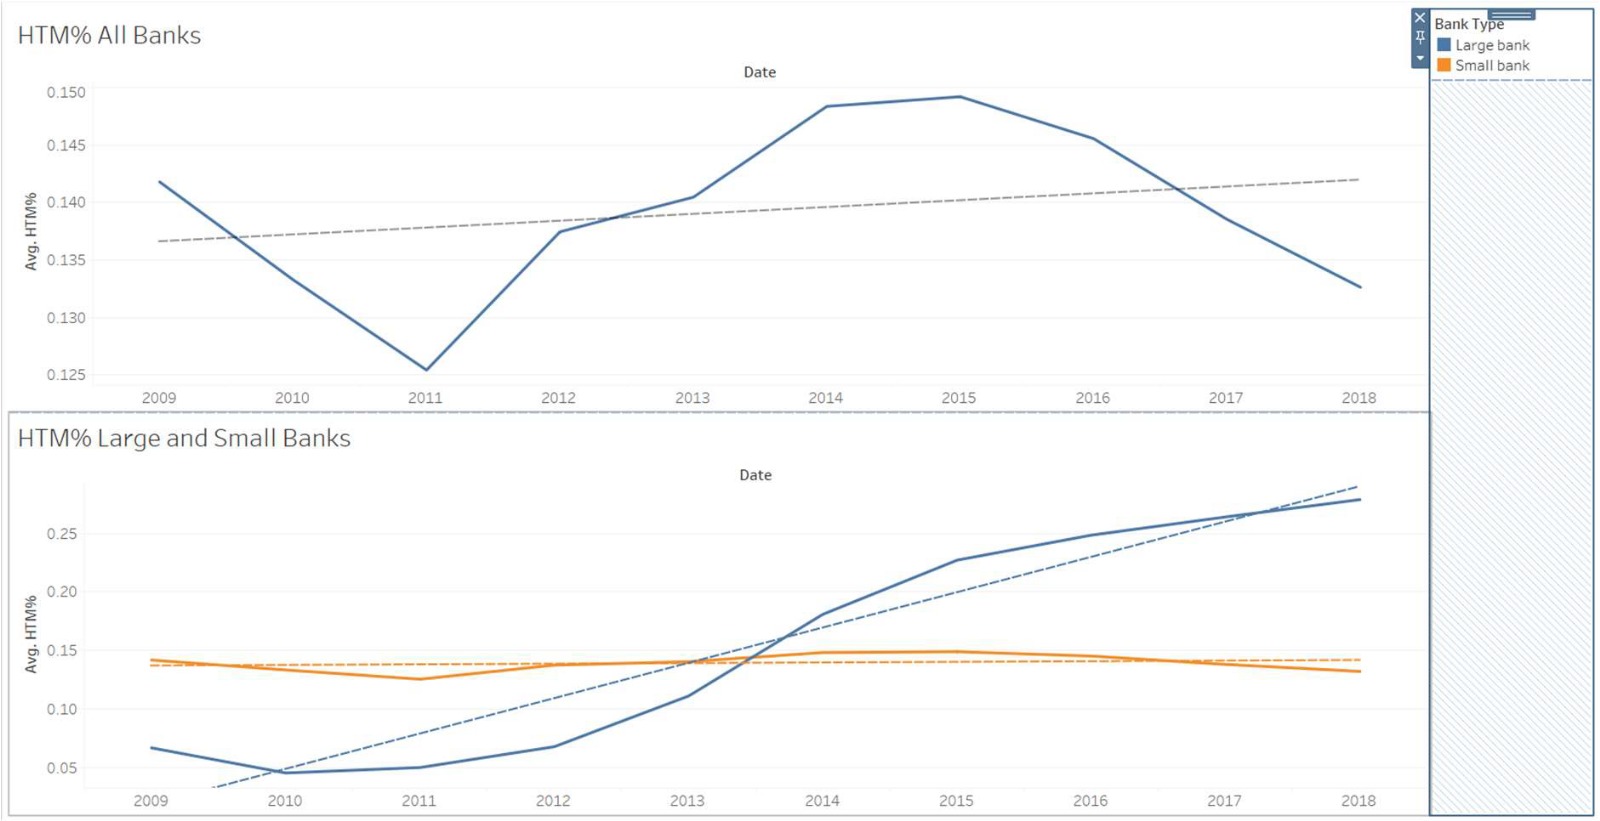 HTM% All Banks
Date
0.150
0.145
0.140
0.135
0.130
0.125
Avg. HTM%
2009 2010 2011 2012 2013 2014 2015 2016 2017 2018
HTM% Large and Small Banks
Date
0.25
0.20
0.15
0.10
0.05
Avg. HTM%
2009 2010 2011 2012 2013 2014 2015 2016 2017 2018
Bank Type
Large bank
Small bank